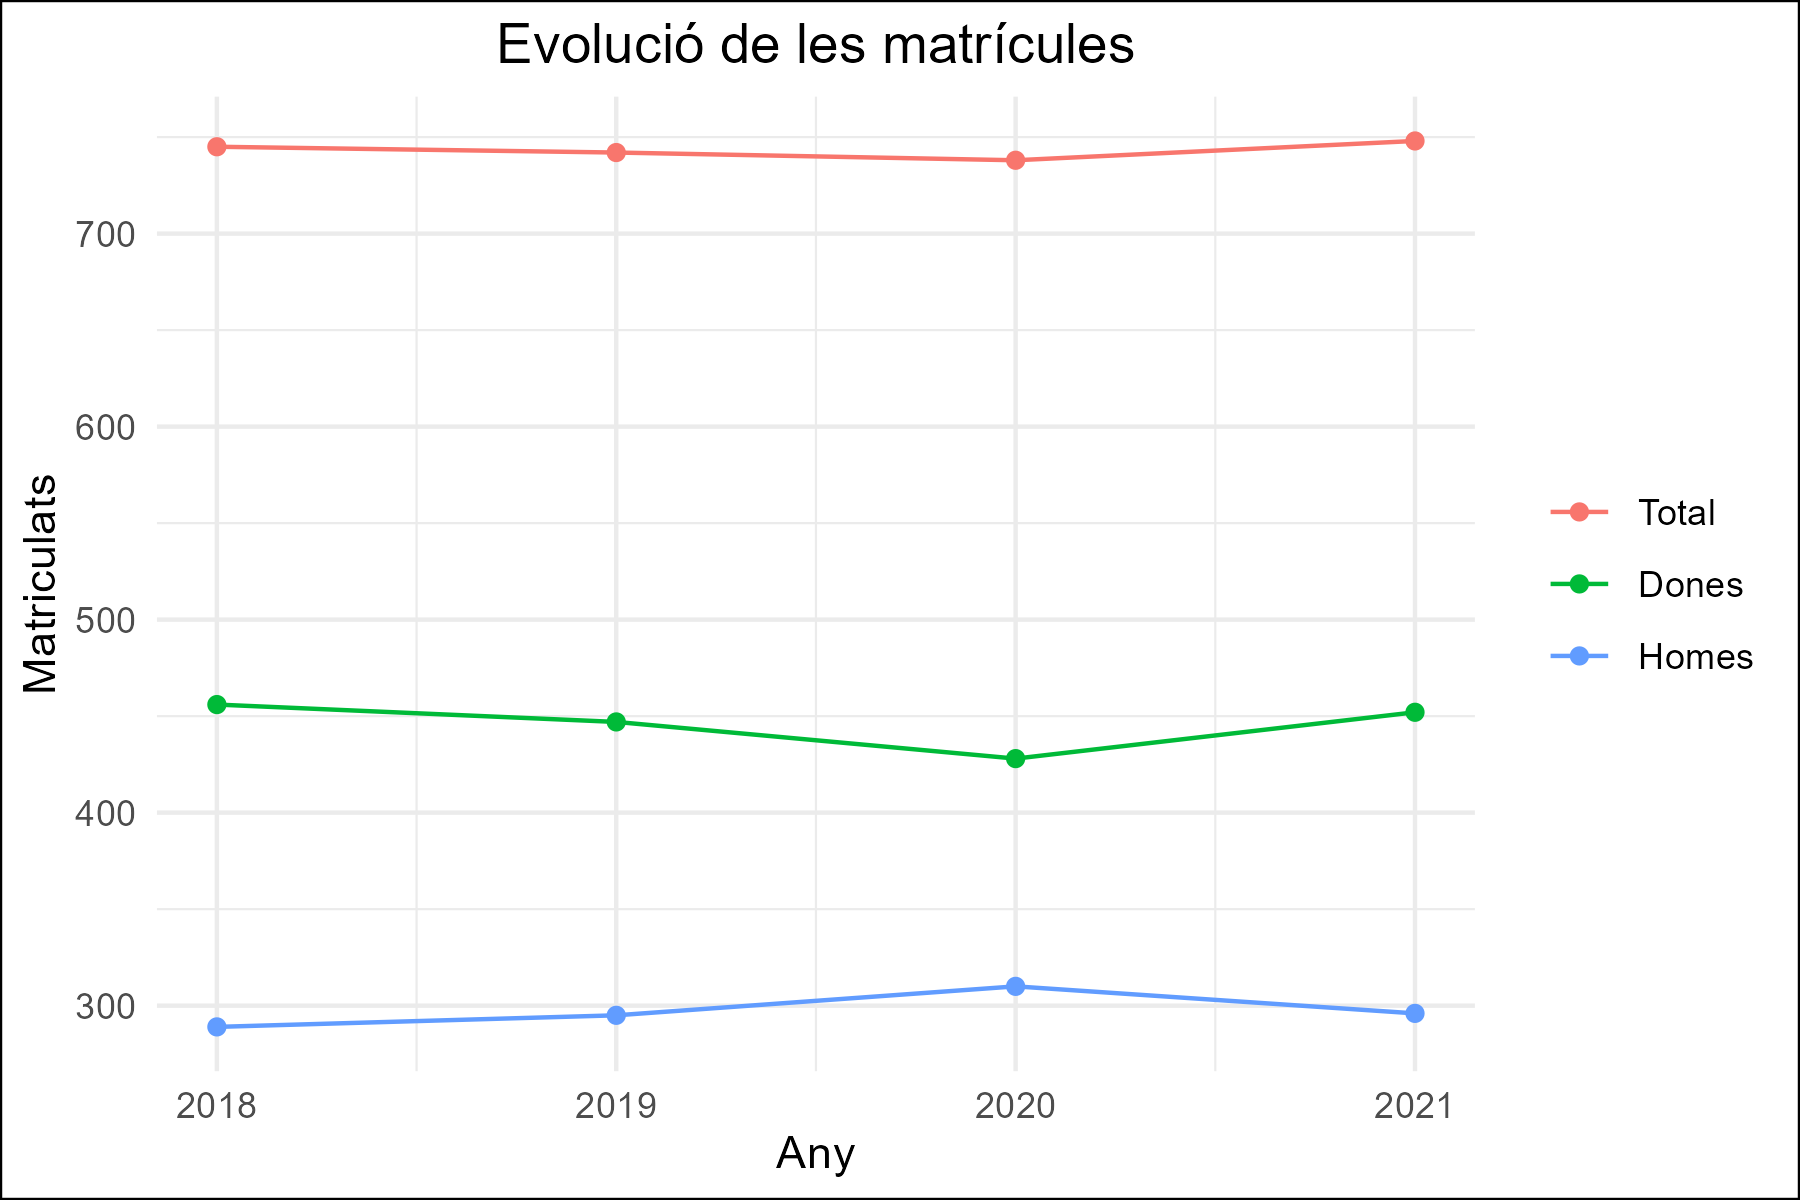 Evolució de les matrícules
700
600
500
400
300
Matriculats
2018
2019
2020
2021
Any
Total
Dones
Homes